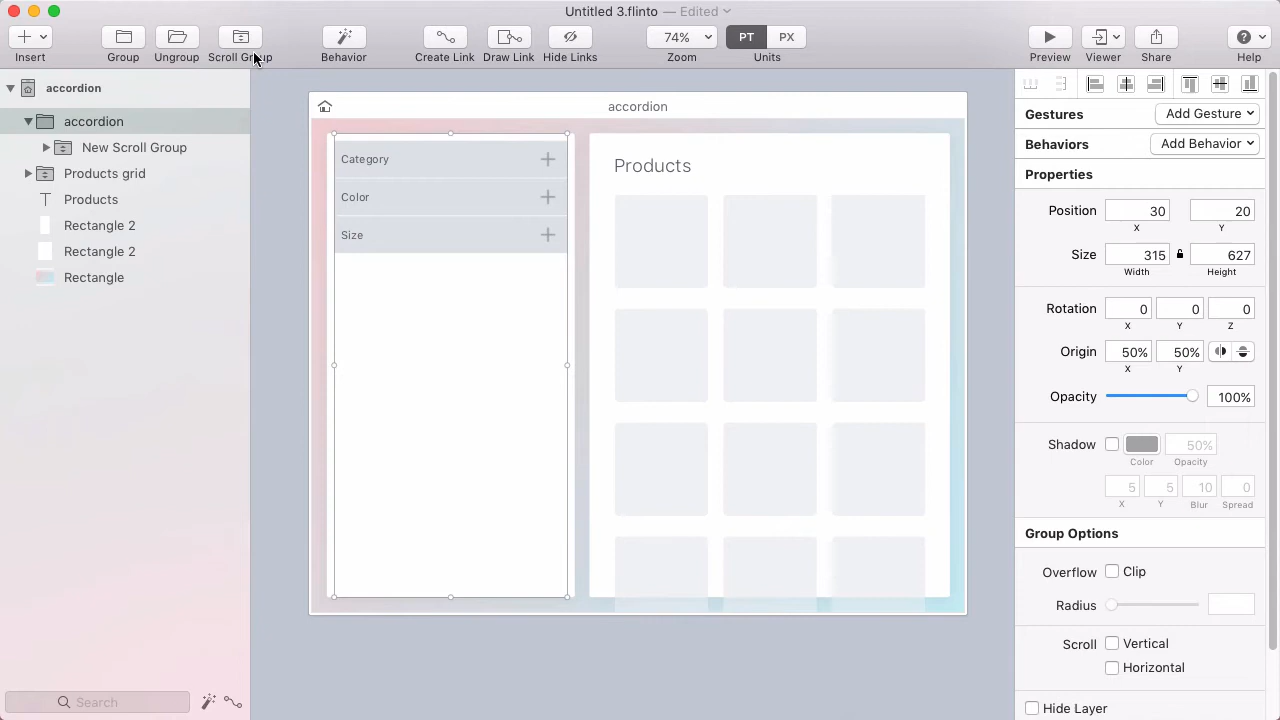 Untitled 3.flinto — Edited
Insert
Group
Ungroup
Scroll Group
Behavior
Create Link
Draw Link
Hide Links
74%
Zoom
PT
PX
Units
Preview
Viewer
Share
Help
accordion
accordion
New Scroll Group
Products grid
Products
Rectangle 2
Rectangle 2
Rectangle
Search
accordion
Category
Color
Size
Products
Gestures
Add Gesture
Behaviors
Add Behavior
Properties
Position 30 20
X Y
Size 315 627
Width Height
Rotation 0 0 0
X Y Z
Origin 50% 50%
X Y
Opacity 100%
Shadow 50%
Color Opacity
5 5 10 0
X Y Blur Spread
Group Options
Overflow Clip
Radius
Scroll Vertical
Horizontal
Hide Layer